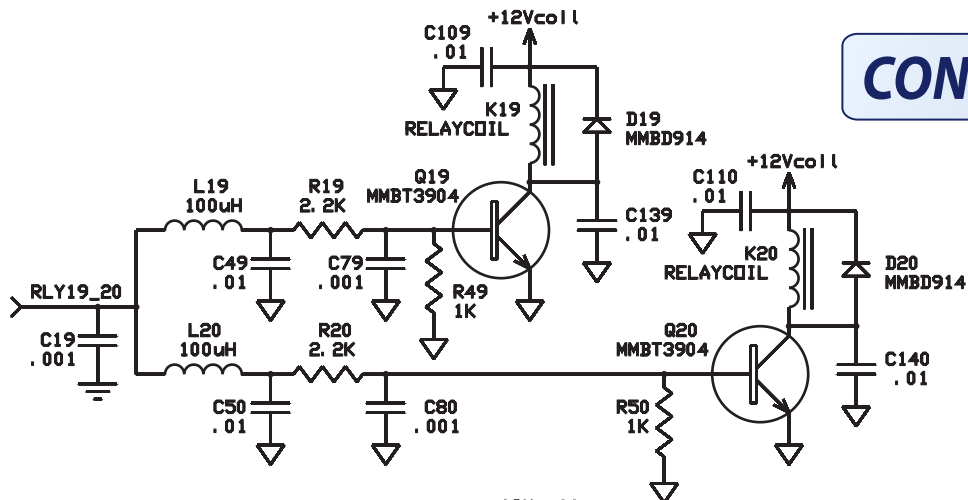 +12Vcoil
C109
.01
CON
K19
RELAYCOIL
D19
MMBD914
+12Vcoil
Q19
MMBT3904
C110
.01
L19
100uH
R19
2.2K
C139
.01
K20
RELAYCOIL
D20
MMBD914
C49
.01
C79
.001
R49
1K
RLY19_20
C19
.001
L20
100uH
R20
2.2K
Q20
MMBT3904
C140
.01
C50
.01
C80
.001
R50
1K